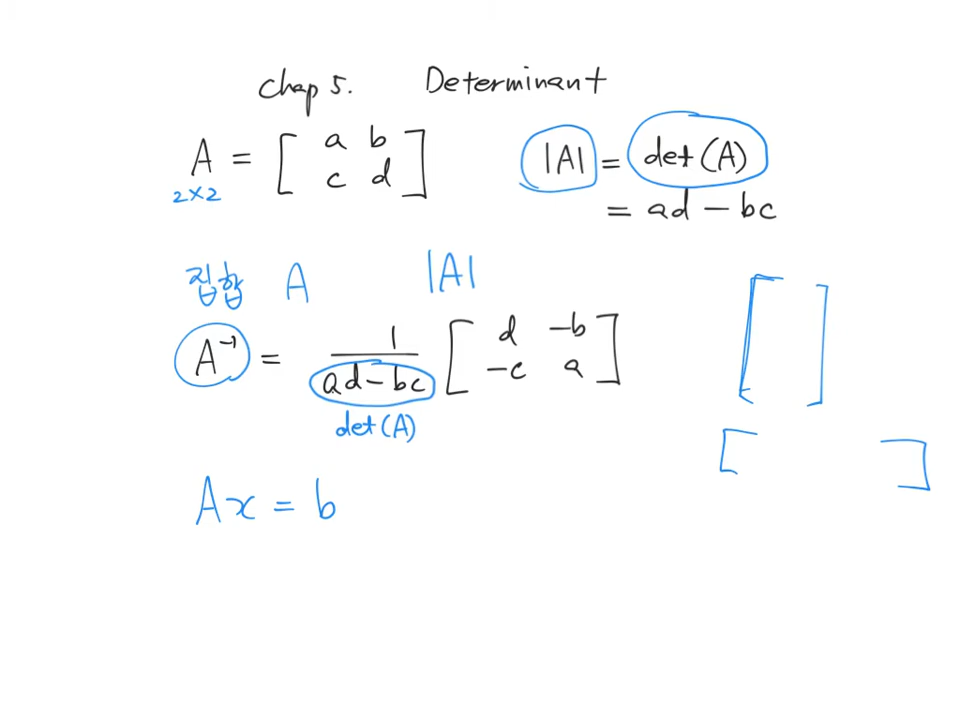 Chap 5. Determinant
A = [ a b
c d ] |A| = det(A)
2×2
= ad - bc
집합 A |A|
A⁻¹ = 1/(ad-bc) [ d -b
-c a ]
det(A)
Ax = b